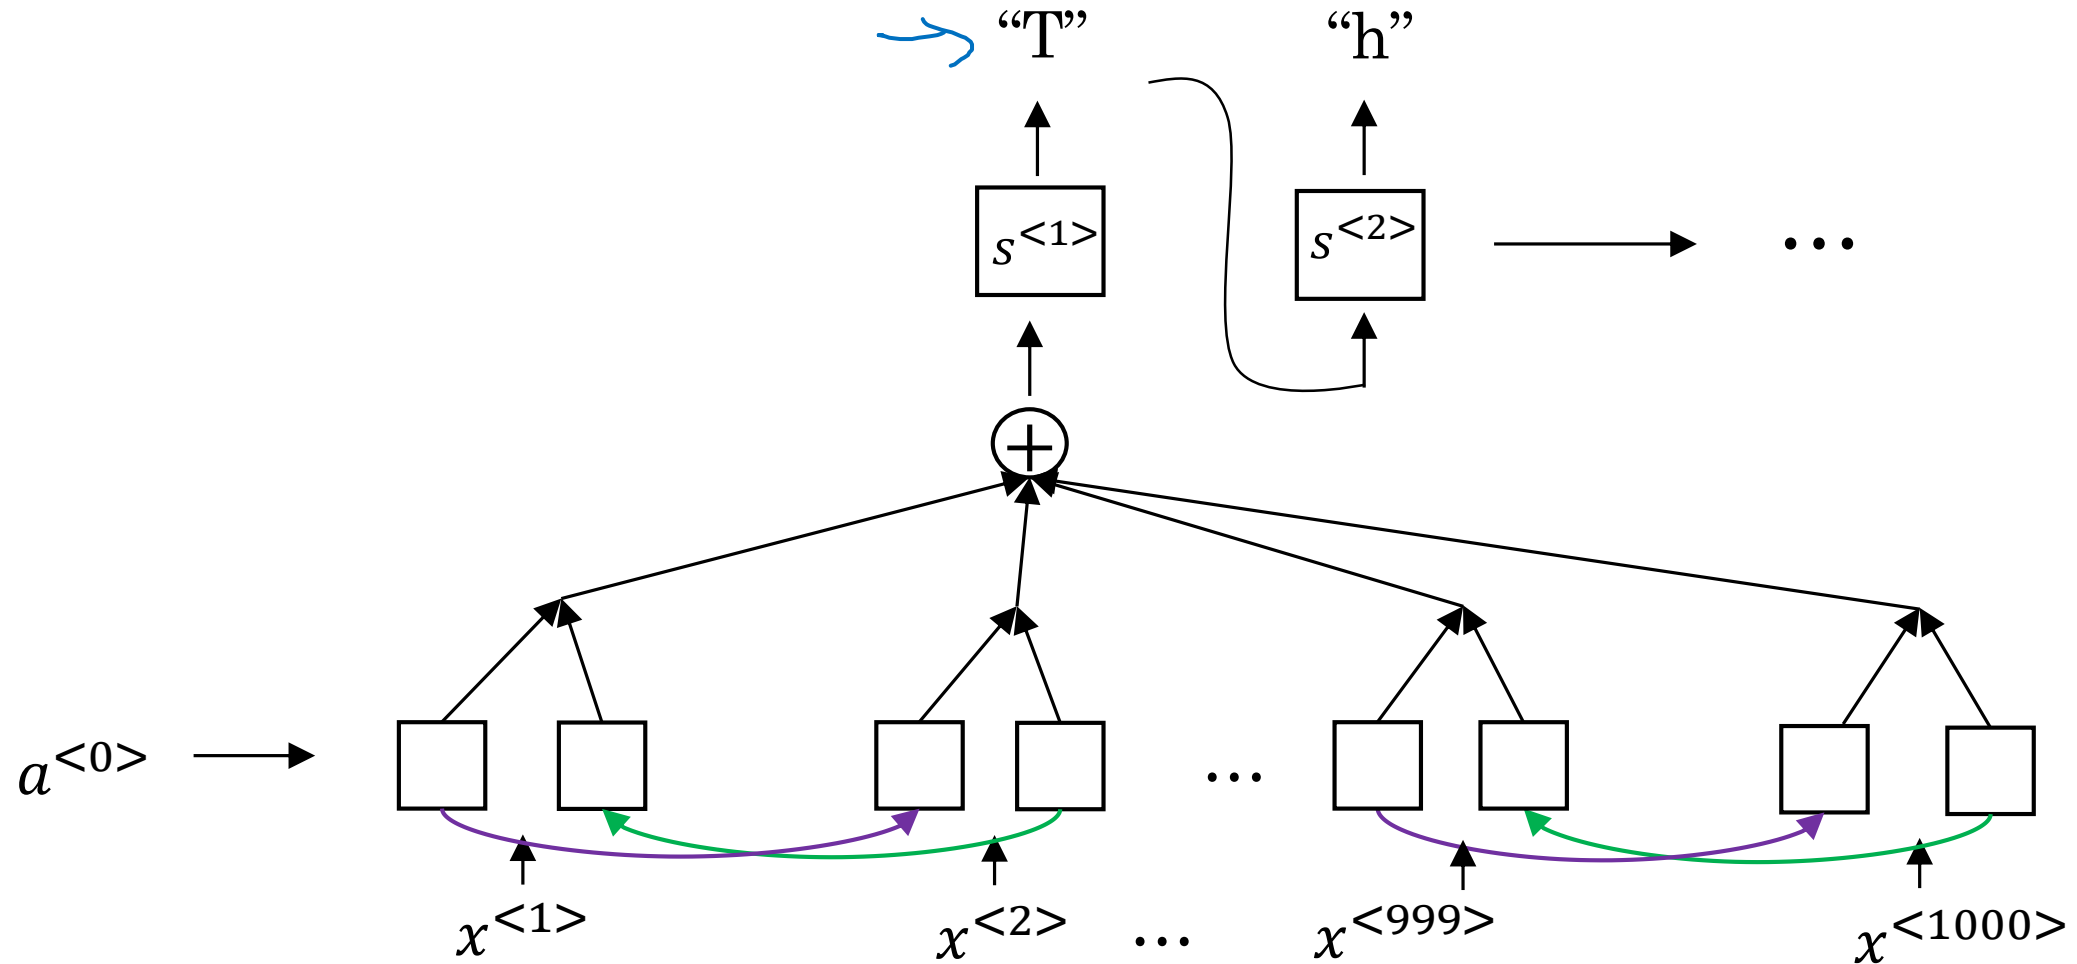 “T” “h”
s^{<1>} s^{<2>} ...
+
a^{<0>} ...
x^{<1>} x^{<2>} ... x^{<999>} x^{<1000>}